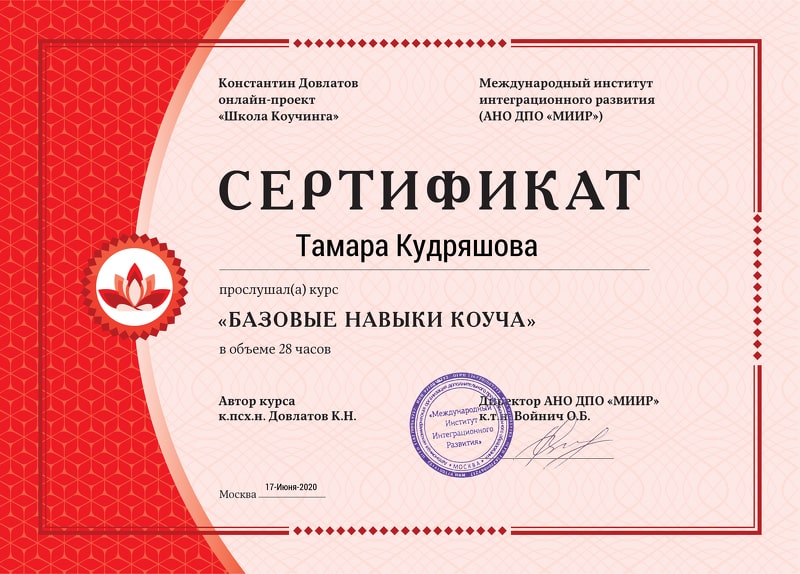 Константин Довлатов
онлайн-проект
«Школа Коучинга»
Международный институт
интеграционного развития
(АНО ДПО «МИИР»)
СЕРТИФИКАТ
Тамара Кудряшова
прослушал(а) курс
«БАЗОВЫЕ НАВЫКИ КОУЧА»
в объеме 28 часов
Автор курса
к.псх.н. Довлатов К.Н.
Директор АНО ДПО «МИИР»
к.т.н. Войнич О.Б.
«Международный
Институт
Интеграционного
Развития»
МОСКВА
Москва 17-Июня-2020